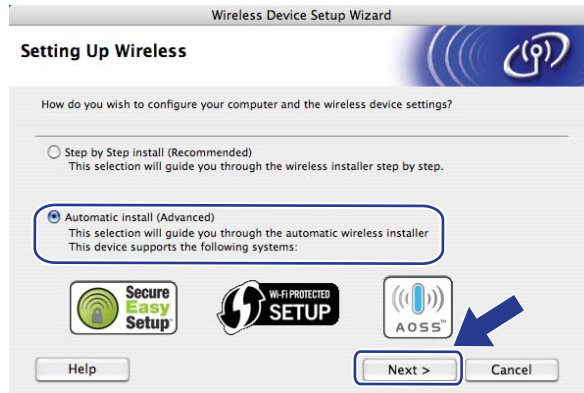 Wireless Device Setup Wizard
Setting Up Wireless
How do you wish to configure your computer and the wireless device settings?
Step by Step install (Recommended)
This selection will guide you through the wireless installer step by step.
Automatic install (Advanced)
This selection will guide you through the automatic wireless installer
This device supports the following systems:
Secure
Easy
Setup
Wi-Fi PROTECTED
SETUP
AOSS™
Help
Next >
Cancel